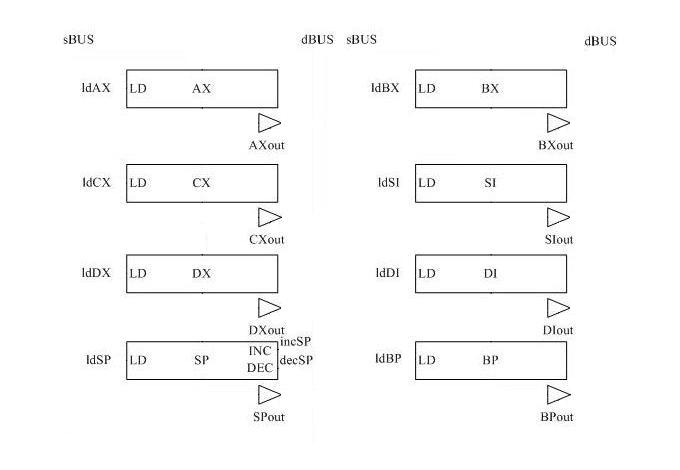 sBUS dBUS sBUS dBUS
ldAX LD AX ldBX LD BX
AXout BXout
ldCX LD CX ldSI LD SI
CXout SIout
ldDX LD DX ldDI LD DI
DXout DIout
incSP
INC
ldSP LD SP decSP ldBP LD BP
DEC
SPout BPout